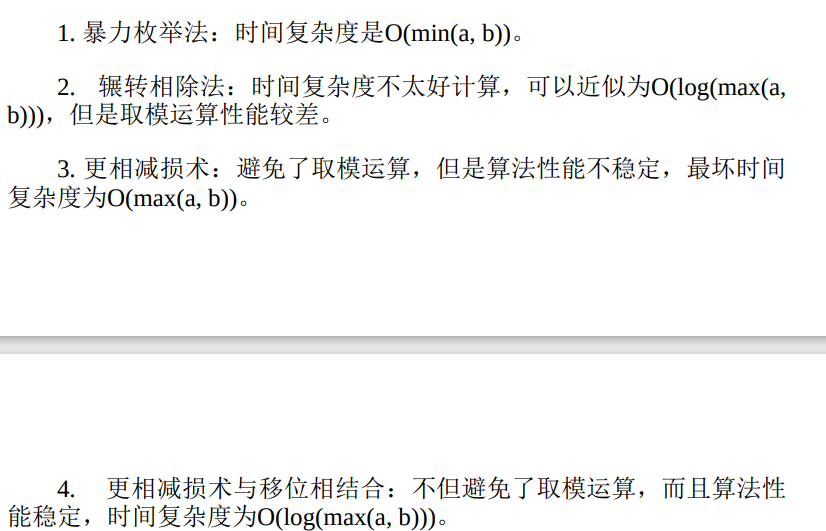 1. 暴力枚举法：时间复杂度是O(min(a, b))。
2. 辗转相除法：时间复杂度不太好计算，可以近似为O(log(max(a,
b)))，但是取模运算性能较差。
3. 更相减损术：避免了取模运算，但是算法性能不稳定，最坏时间
复杂度为O(max(a, b))。
4. 更相减损术与移位相结合：不但避免了取模运算，而且算法性
能稳定，时间复杂度为O(log(max(a, b)))。